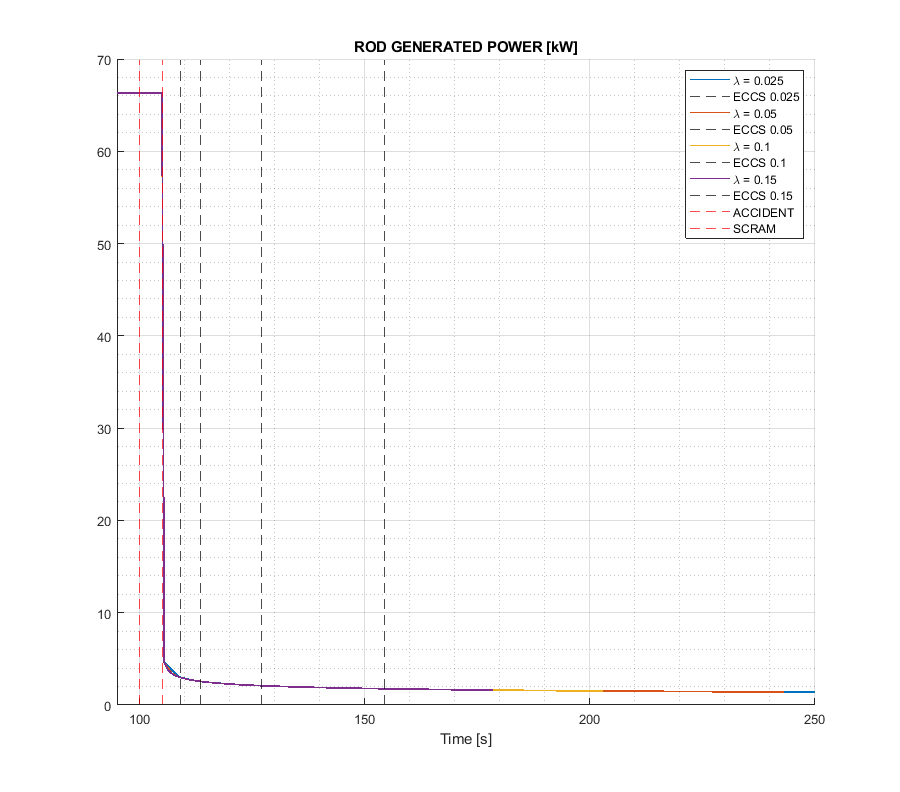 ROD GENERATED POWER [kW]
70
60
50
40
30
20
10
0
λ = 0.025
ECCS 0.025
λ = 0.05
ECCS 0.05
λ = 0.1
ECCS 0.1
λ = 0.15
ECCS 0.15
ACCIDENT
SCRAM
100 150 200 250
Time [s]